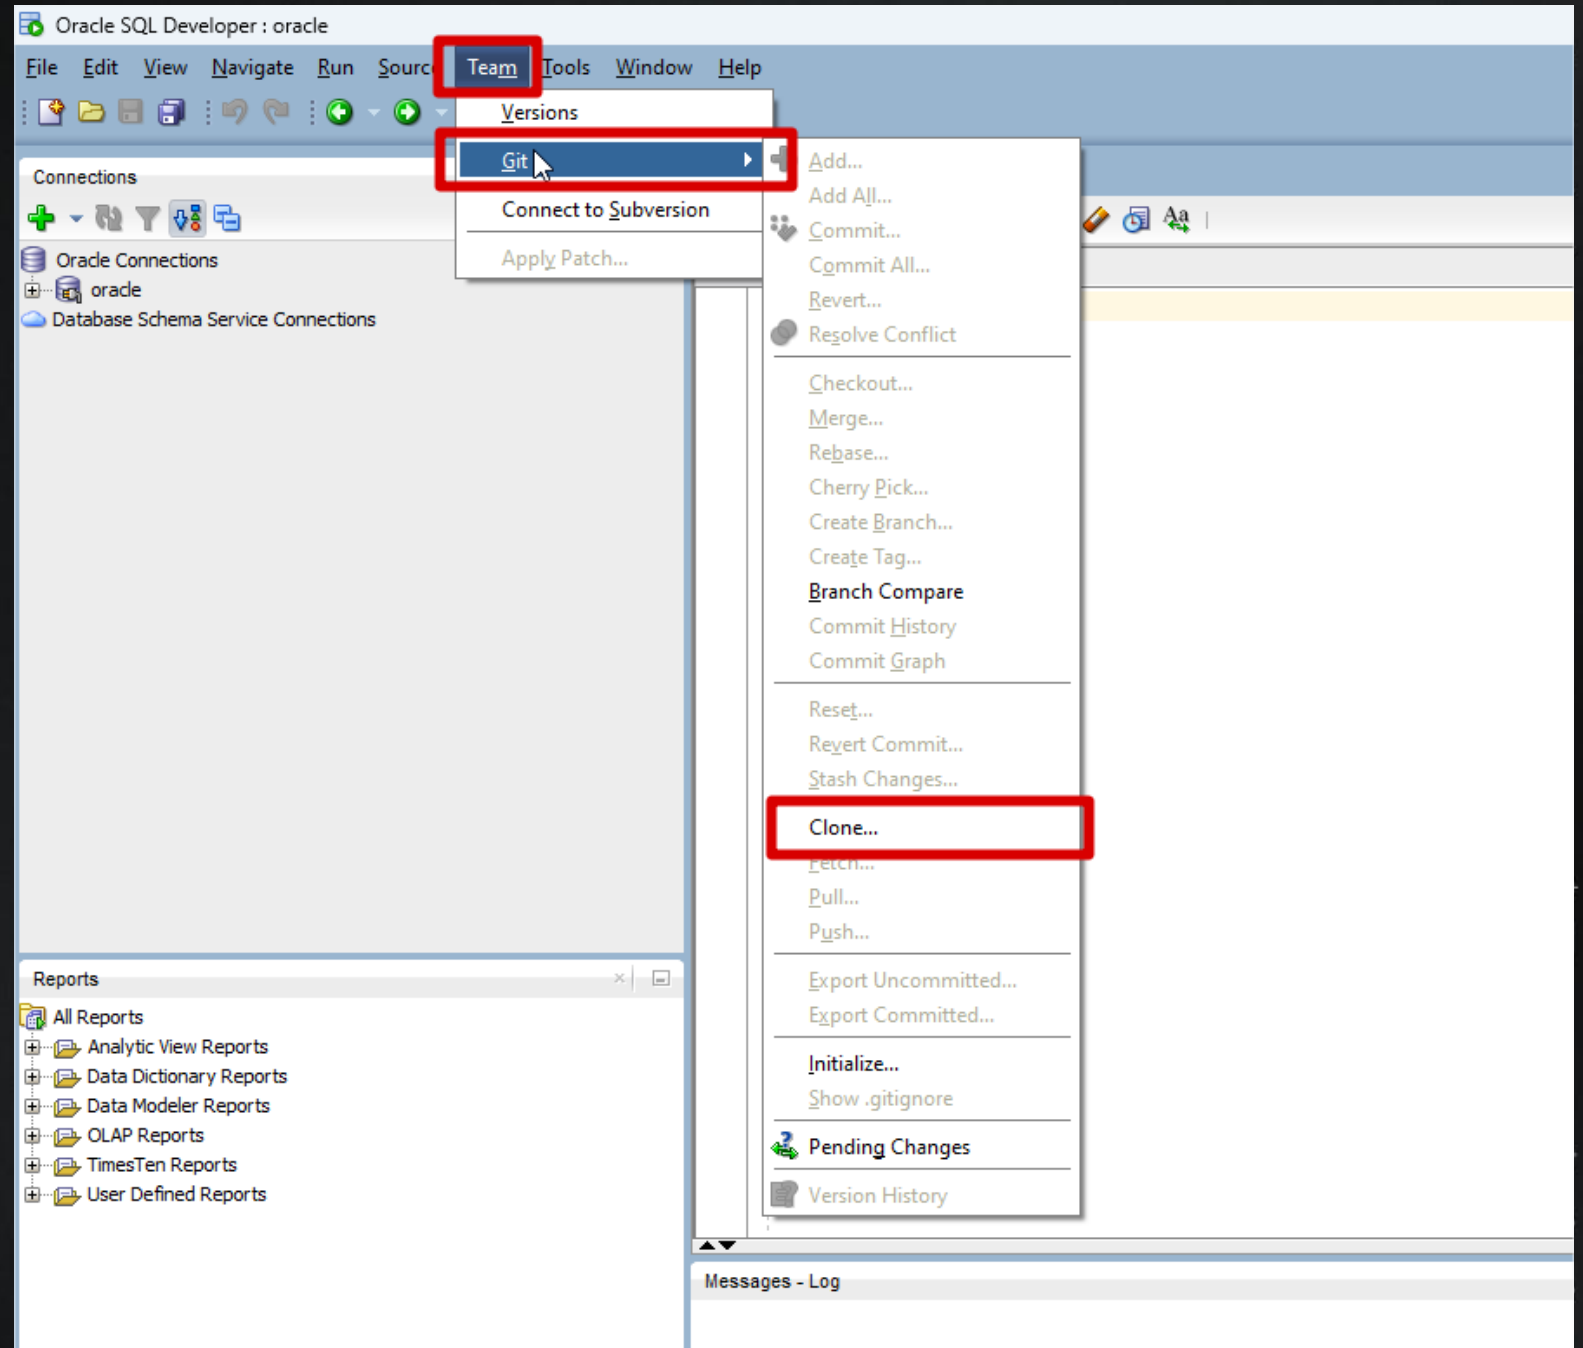 Oracle SQL Developer : oracle
File Edit View Navigate Run Sourc Team Tools Window Help
Versions
Git
Connect to Subversion
Apply Patch...
Add...
Add All...
Commit...
Commit All...
Revert...
Resolve Conflict
Checkout...
Merge...
Rebase...
Cherry Pick...
Create Branch...
Create Tag...
Branch Compare
Commit History
Commit Graph
Reset...
Revert Commit...
Stash Changes...
Clone...
Fetch...
Pull...
Push...
Export Uncommitted...
Export Committed...
Initialize...
Show .gitignore
Pending Changes
Version History
Connections
Oracle Connections
oracle
Database Schema Service Connections
Reports
All Reports
Analytic View Reports
Data Dictionary Reports
Data Modeler Reports
OLAP Reports
TimesTen Reports
User Defined Reports
Aa
Messages - Log